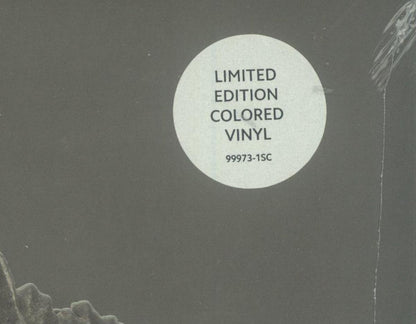 LIMITED
EDITION
COLORED
VINYL
99973-1SC